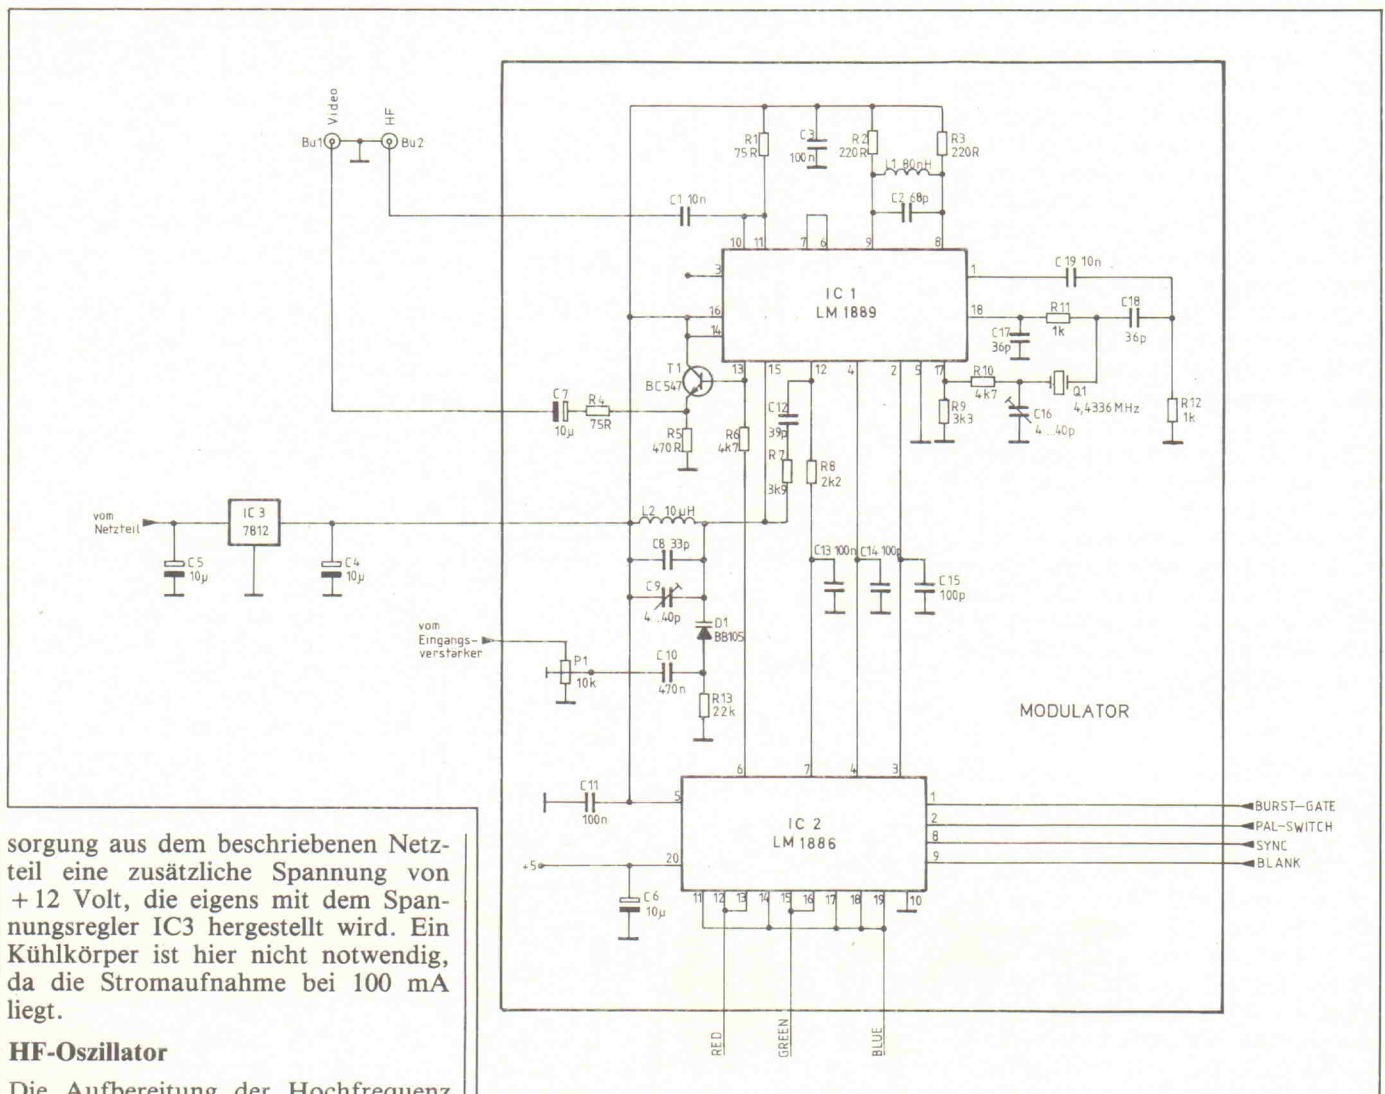 Video
HF
Bu1
Bu2
R1
75R
C3
100n
R2
220R
R3
220R
L1 80nH
C2 68p
C1 10n
10 11 7 6 9 8
3
16
14
IC 1
LM 1889
1
18
C19 10n
R11
1k
C18
36p
C17
36p
13 15 12 4 2 5 17
T1
BC547
C7
10µ
R4
75R
R5
470R
R6
4k7
C12
39p
R7
3k9
R8
2k2
R9
3k3
R10
4k7
C16
4...40p
Q1
4,4336 MHz
R12
1k
vom
Netzteil
IC 3
7812
C5
10µ
C4
10µ
L2 10µH
C8 33p
C9
4...40p
D1
BB105
C13 100n
C14 100p
C15
100p
vom
Eingangs-
verstarker
P1
10k
C10
470n
R13
22k
MODULATOR
6 7 4 3
C11
100n
5
IC 2
LM 1886
1
BURST-GATE
2
PAL-SWITCH
8
SYNC
9
BLANK
+5
20
C6
10µ
11 12 13 14 15 16 17 18 19 10
RED
GREEN
BLUE
sorgung aus dem beschriebenen Netz-
teil eine zusätzliche Spannung von
+12 Volt, die eigens mit dem Span-
nungsregler IC3 hergestellt wird. Ein
Kühlkörper ist hier nicht notwendig,
da die Stromaufnahme bei 100 mA
liegt.
HF-Oszillator
Die Aufbereitung der Hochfrequenz